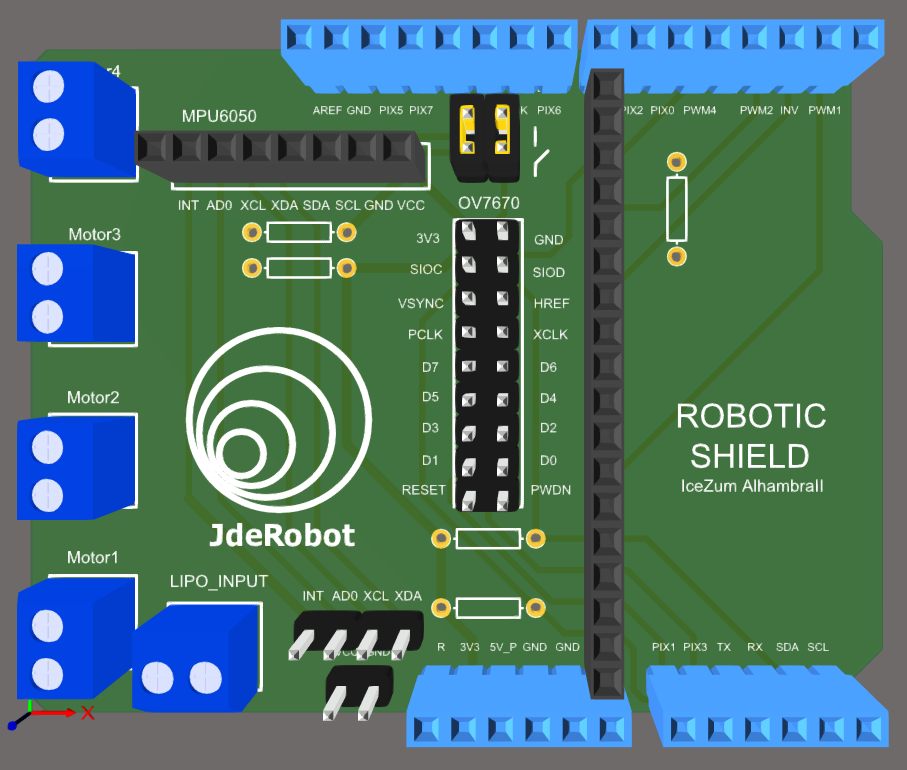 r4
AREF GND PIX5 PIX7 K PIX6 PIX2 PIX0 PWM4 PWM2 INV PWM1
MPU6050
INT AD0 XCL XDA SDA SCL GND VCC
OV7670
3V3 GND
Motor3
SIOC SIOD
VSYNC HREF
PCLK XCLK
D7 D6
Motor2
D5 D4
D3 D2
D1 D0
RESET PWDN
ROBOTIC
SHIELD
IceZum AlhambraII
JdeRobot
Motor1
LIPO_INPUT
INT AD0 XCL XDA
R 3V3 5V_P GND GND PIX1 PIX3 TX RX SDA SCL
X